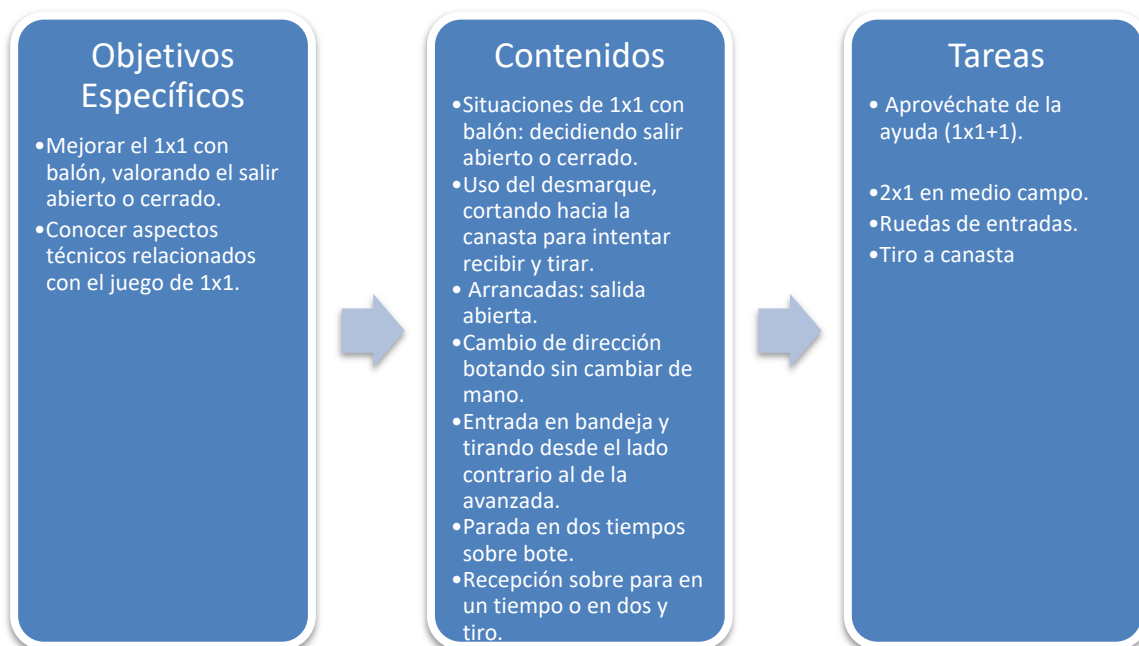 Objetivos
Específicos
•Mejorar el 1x1 con
balón, valorando el salir
abierto o cerrado.
•Conocer aspectos
técnicos relacionados
con el juego de 1x1.
Contenidos
•Situaciones de 1x1 con
balón: decidiendo salir
abierto o cerrado.
•Uso del desmarque,
cortando hacia la
canasta para intentar
recibir y tirar.
• Arrancadas: salida
abierta.
•Cambio de dirección
botando sin cambiar de
mano.
•Entrada en bandeja y
tirando desde el lado
contrario al de la
avanzada.
•Parada en dos tiempos
sobre bote.
•Recepción sobre para en
un tiempo o en dos y
tiro.
Tareas
• Aprovéchate de la
ayuda (1x1+1).
•2x1 en medio campo.
•Ruedas de entradas.
•Tiro a canasta